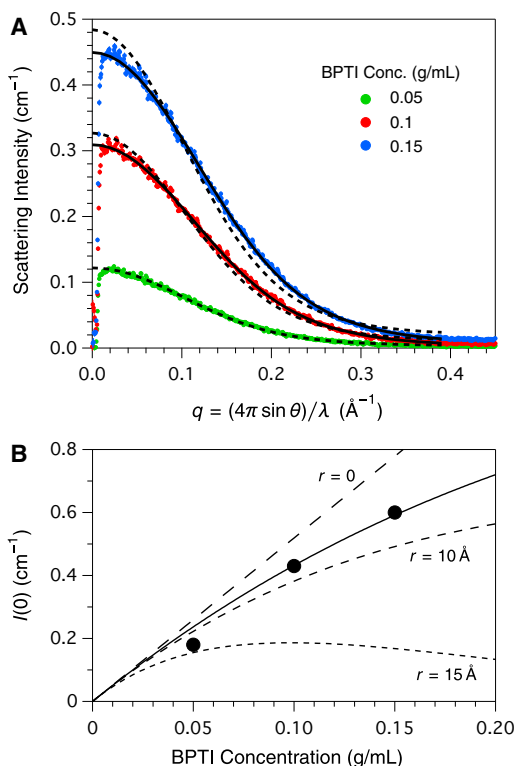 A
0.5
0.4
0.3
0.2
0.1
0.0
Scattering Intensity (cm⁻¹)
BPTI Conc. (g/mL)
0.05
0.1
0.15
0.0 0.1 0.2 0.3 0.4
q = (4π sin θ)/λ (Å⁻¹)
B
0.8
0.6
0.4
0.2
0
I(0) (cm⁻¹)
r = 0
r = 10 Å
r = 15 Å
0 0.05 0.10 0.15 0.20
BPTI Concentration (g/mL)